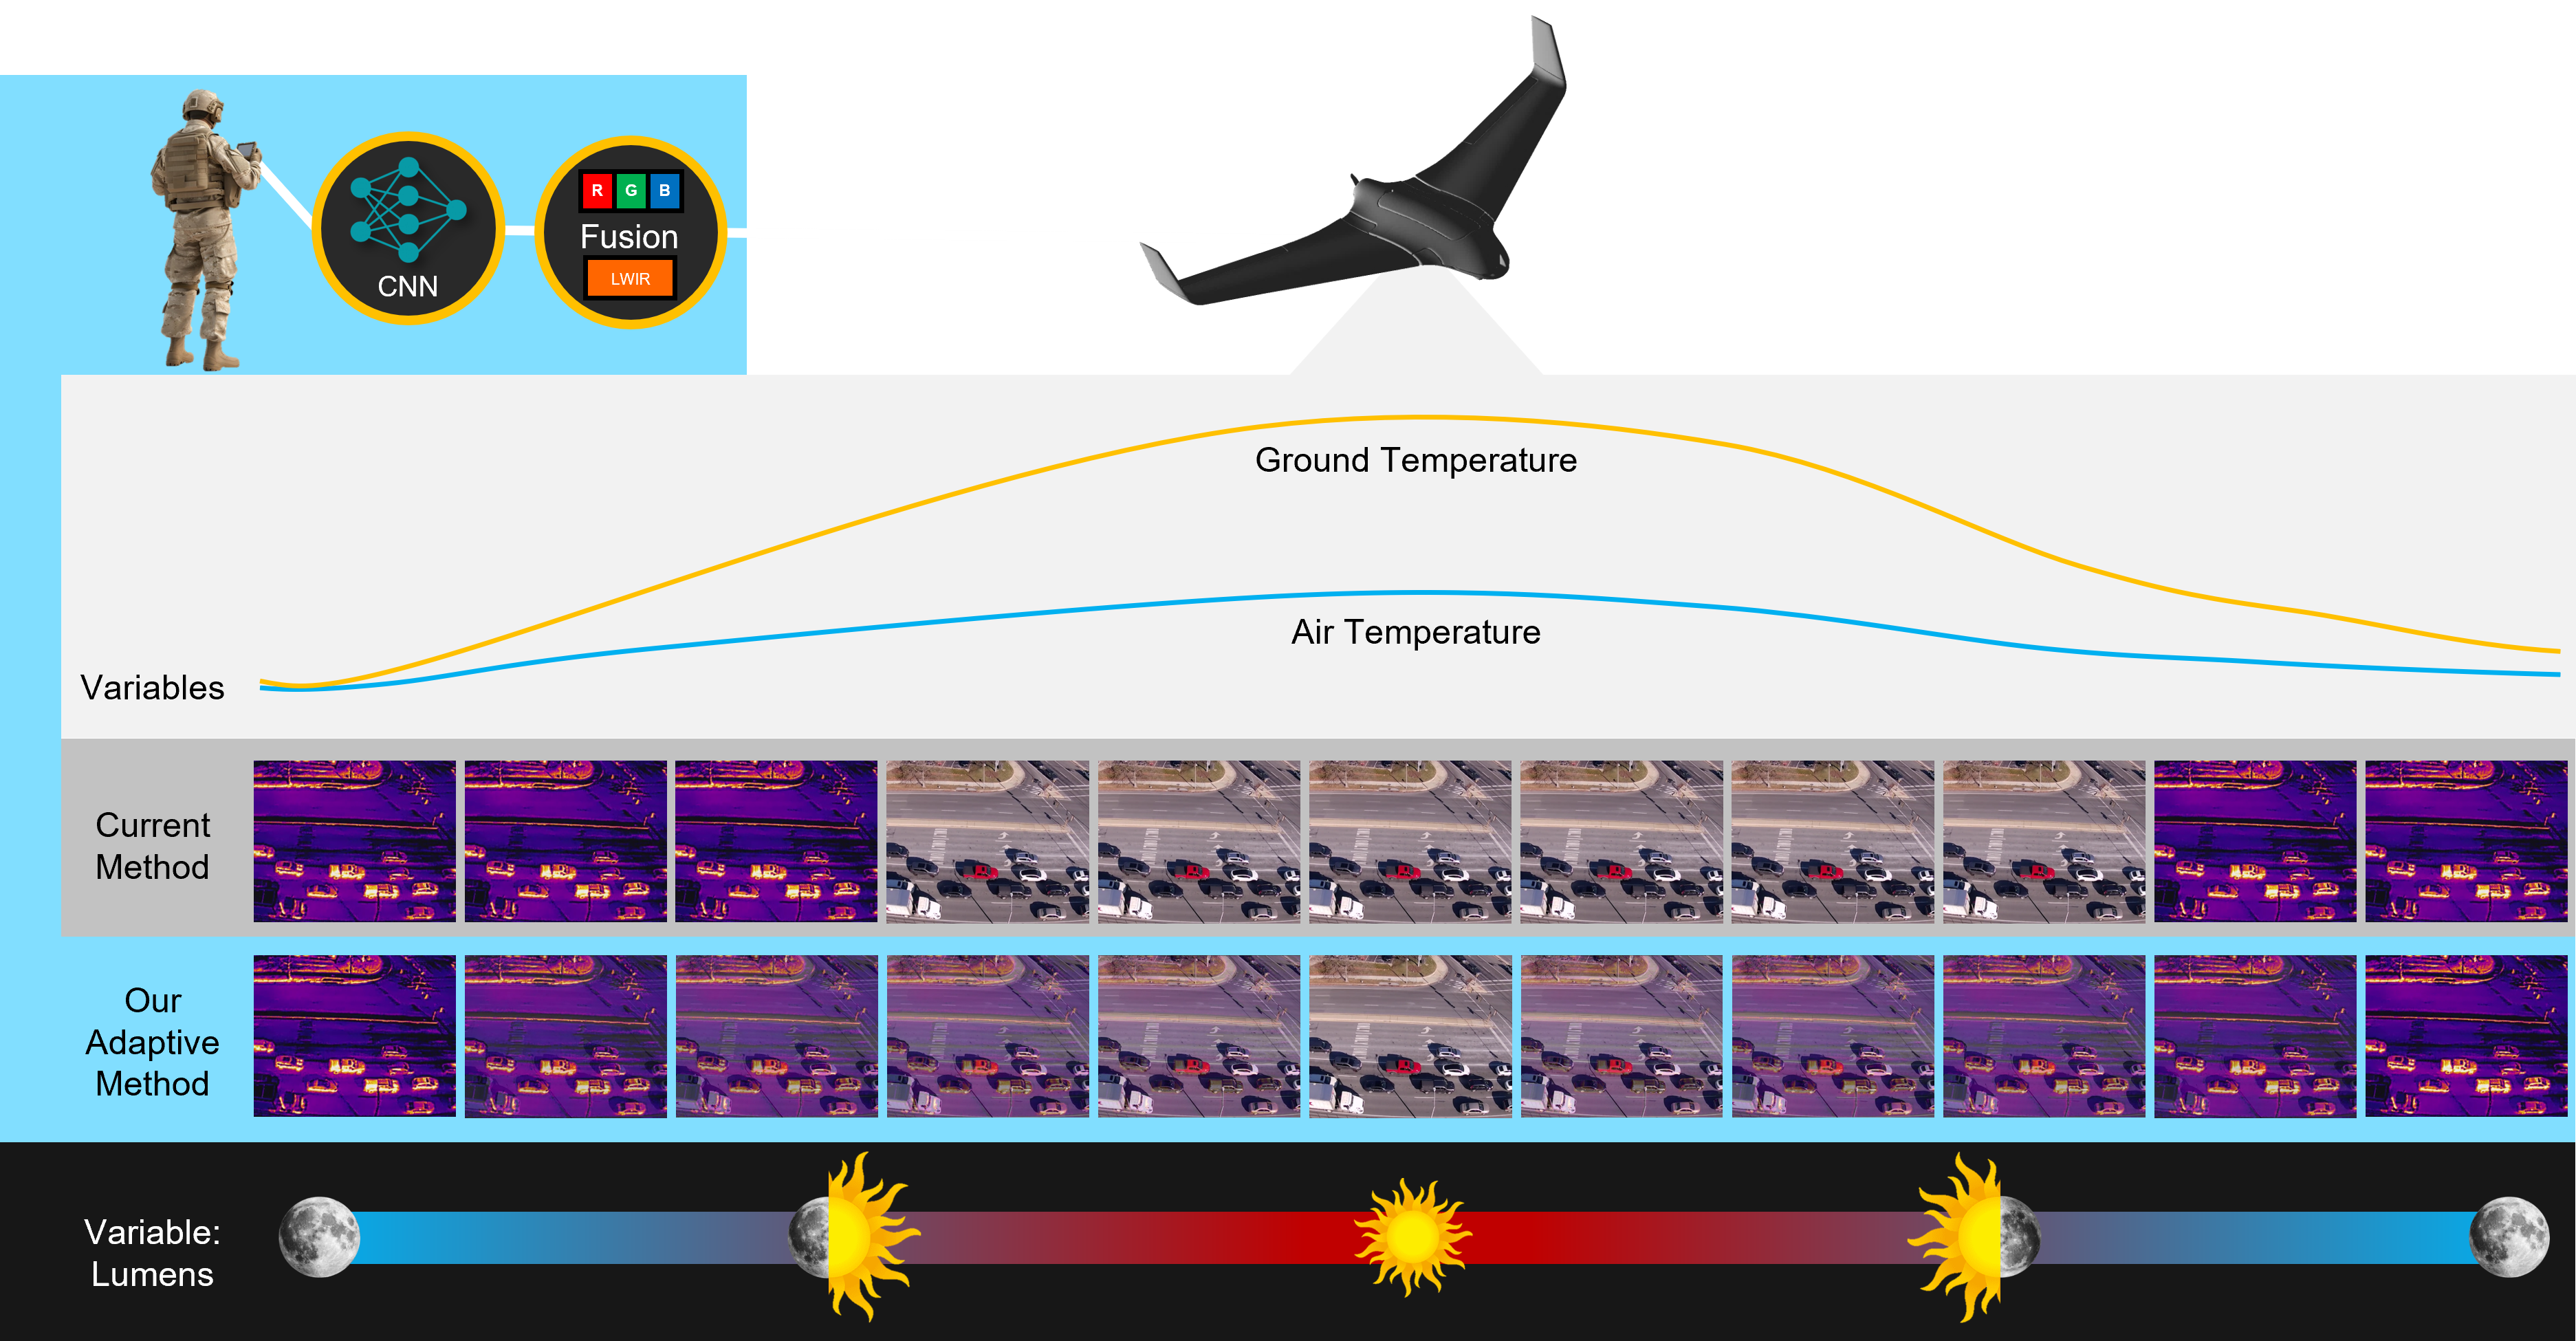 R G B
Fusion
LWIR
CNN
Ground Temperature
Air Temperature
Variables
Current
Method
Our
Adaptive
Method
Variable:
Lumens